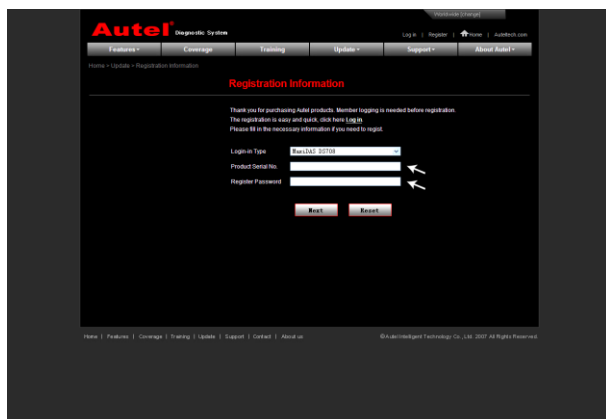 Worldwide [change]
Autel® Diagnostic System
Log in | Register | Home | Auteltech.com
Features Coverage Training Update Support About Autel
Home » Update » Registration Information
Registration Information
Thank you for purchasing Autel products. Member logging is needed before registration.
The registration is easy and quick, click here Log in.
Please fill in the necessary information if you need to regist.
Login-in Type MaxiDAS DS708
Product Serial No.
Register Password
Next Reset
Home | Features | Coverage | Training | Update | Support | Contact | About us ©Autel Intelligent Technology Co., Ltd. 2007 All Rights Reserved.